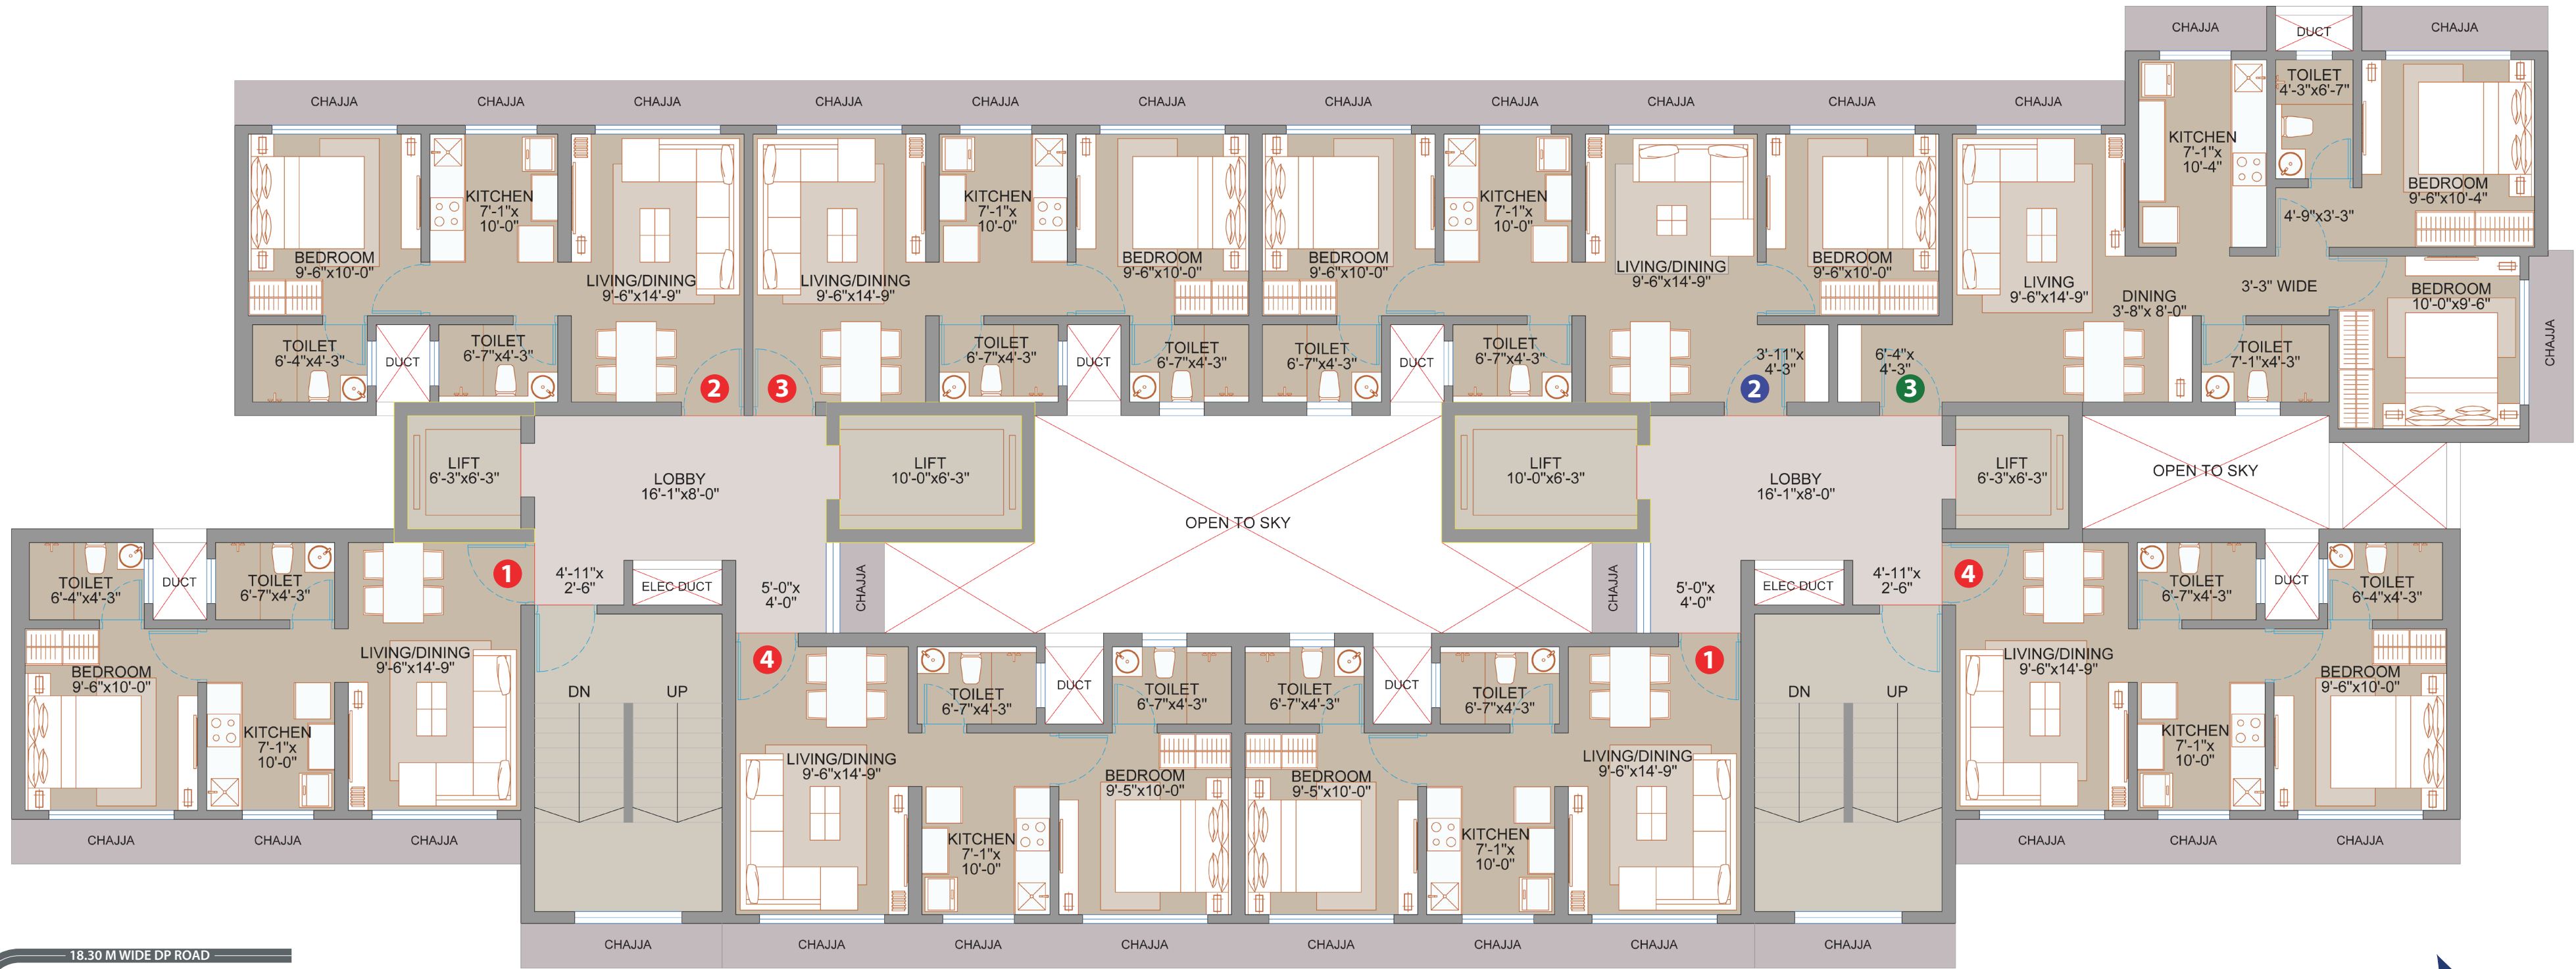 CHAJJA
DUCT
CHAJJA
TOILET
4'-3"x6'-7"
KITCHEN
7'-1"x
10'-4"
BEDROOM
9'-6"x10'-4"
4'-9"x3'-3"
CHAJJA
CHAJJA
CHAJJA
CHAJJA
CHAJJA
CHAJJA
CHAJJA
CHAJJA
CHAJJA
CHAJJA
CHAJJA
BEDROOM
9'-6"x10'-0"
KITCHEN
7'-1"x
10'-0"
LIVING/DINING
9'-6"x14'-9"
LIVING/DINING
9'-6"x14'-9"
KITCHEN
7'-1"x
10'-0"
BEDROOM
9'-6"x10'-0"
BEDROOM
9'-6"x10'-0"
KITCHEN
7'-1"x
10'-0"
LIVING/DINING
9'-6"x14'-9"
BEDROOM
9'-6"x10'-0"
LIVING
9'-6"x14'-9"
DINING
3'-8"x 8'-0"
3'-3" WIDE
BEDROOM
10'-0"x9'-6"
CHAJJA
TOILET
6'-4"x4'-3"
DUCT
TOILET
6'-7"x4'-3"
2
3
TOILET
6'-7"x4'-3"
DUCT
TOILET
6'-7"x4'-3"
TOILET
6'-7"x4'-3"
DUCT
TOILET
6'-7"x4'-3"
3'-11"x
4'-3"
2
6'-4"x
4'-3"
3
TOILET
7'-1"x4'-3"
LIFT
6'-3"x6'-3"
LOBBY
16'-1"x8'-0"
LIFT
10'-0"x6'-3"
OPEN TO SKY
LIFT
10'-0"x6'-3"
LOBBY
16'-1"x8'-0"
LIFT
6'-3"x6'-3"
OPEN TO SKY
TOILET
6'-4"x4'-3"
DUCT
TOILET
6'-7"x4'-3"
1
4'-11"x
2'-6"
ELEC DUCT
5'-0"x
4'-0"
CHAJJA
CHAJJA
5'-0"x
4'-0"
ELEC DUCT
4'-11"x
2'-6"
4
TOILET
6'-7"x4'-3"
DUCT
TOILET
6'-4"x4'-3"
BEDROOM
9'-6"x10'-0"
KITCHEN
7'-1"x
10'-0"
LIVING/DINING
9'-6"x14'-9"
DN
UP
4
TOILET
6'-7"x4'-3"
DUCT
TOILET
6'-7"x4'-3"
TOILET
6'-7"x4'-3"
DUCT
TOILET
6'-7"x4'-3"
1
DN
UP
LIVING/DINING
9'-6"x14'-9"
KITCHEN
7'-1"x
10'-0"
BEDROOM
9'-6"x10'-0"
LIVING/DINING
9'-6"x14'-9"
KITCHEN
7'-1"x
10'-0"
BEDROOM
9'-5"x10'-0"
BEDROOM
9'-5"x10'-0"
KITCHEN
7'-1"x
10'-0"
LIVING/DINING
9'-6"x14'-9"
CHAJJA
CHAJJA
CHAJJA
CHAJJA
CHAJJA
CHAJJA
CHAJJA
CHAJJA
CHAJJA
CHAJJA
CHAJJA
CHAJJA
CHAJJA
CHAJJA
18.30 M WIDE DP ROAD